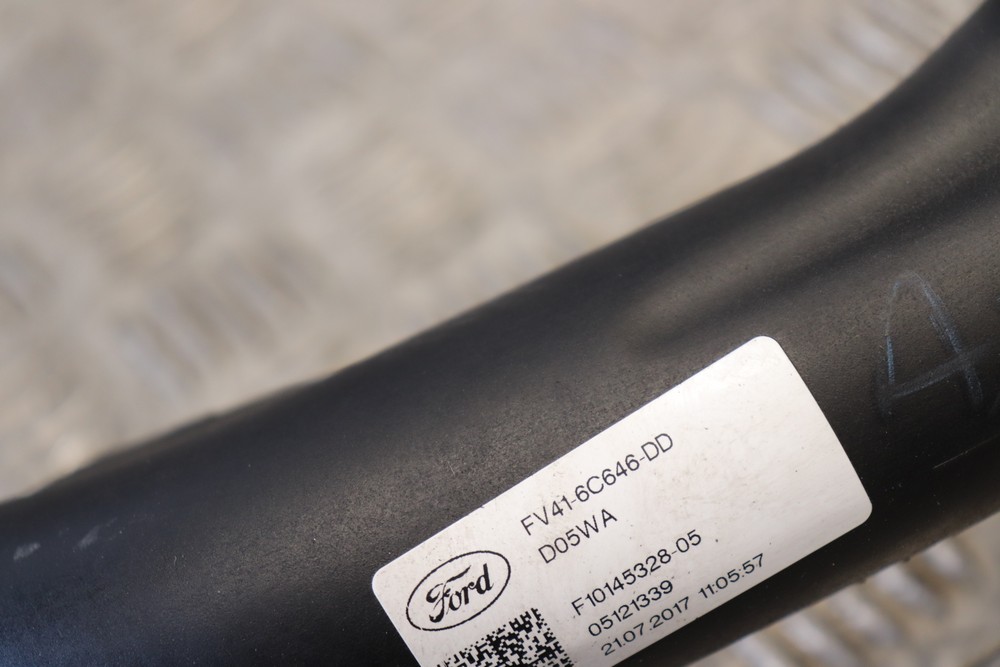 A
FV41-6C646-DD
D05WA
Ford
F10145328-05
05121339
21.07.2017 11:05:57